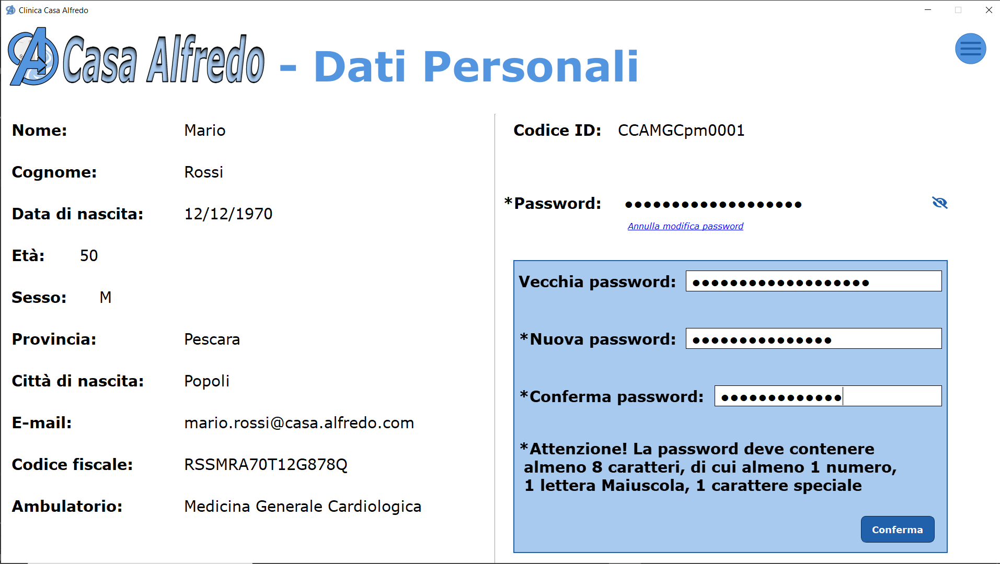 Clinica Casa Alfredo
Casa Alfredo - Dati Personali
Nome: Mario
Cognome: Rossi
Data di nascita: 12/12/1970
Età: 50
Sesso: M
Provincia: Pescara
Città di nascita: Popoli
E-mail: mario.rossi@casa.alfredo.com
Codice fiscale: RSSMRA70T12G878Q
Ambulatorio: Medicina Generale Cardiologica
Codice ID: CCAMGCpm0001
*Password: ●●●●●●●●●●●●●●●●●●●
Annulla modifica password
Vecchia password: ●●●●●●●●●●●●●●●●●●●
*Nuova password: ●●●●●●●●●●●●●●●
*Conferma password: ●●●●●●●●●●●●●
*Attenzione! La password deve contenere
almeno 8 caratteri, di cui almeno 1 numero,
1 lettera Maiuscola, 1 carattere speciale
Conferma